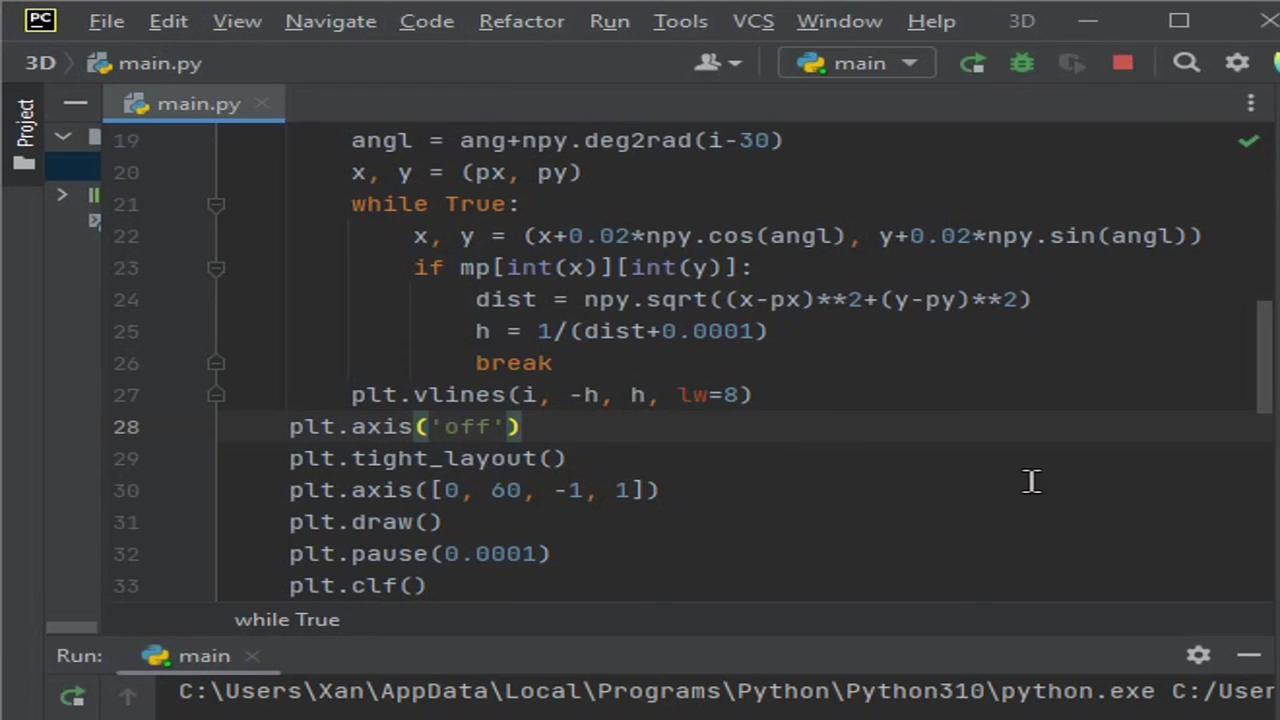 PC File Edit View Navigate Code Refactor Run Tools VCS Window Help 3D
3D main.py main
Project
main.py
19 angl = ang+npy.deg2rad(i-30)
20 x, y = (px, py)
21 while True:
22 x, y = (x+0.02*npy.cos(angl), y+0.02*npy.sin(angl))
23 if mp[int(x)][int(y)]:
24 dist = npy.sqrt((x-px)**2+(y-py)**2)
25 h = 1/(dist+0.0001)
26 break
27 plt.vlines(i, -h, h, lw=8)
28 plt.axis('off')
29 plt.tight_layout()
30 plt.axis([0, 60, -1, 1])
31 plt.draw()
32 plt.pause(0.0001)
33 plt.clf()
while True
Run: main
C:\Users\Xan\AppData\Local\Programs\Python\Python310\python.exe C:/User